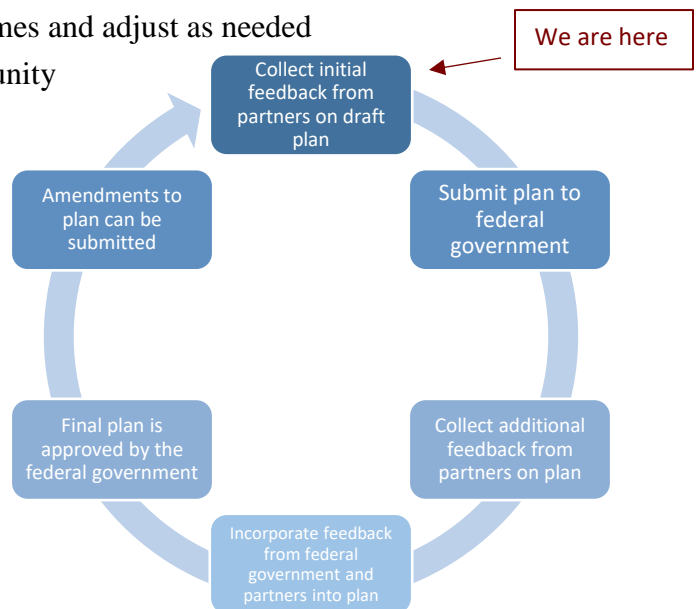 mes and adjust as needed
unity
We are here
Collect initial
feedback from
partners on draft
plan
Submit plan to
federal
government
Collect additional
feedback from
partners on plan
Incorporate feedback
from federal
government and
partners into plan
Final plan is
approved by the
federal government
Amendments to
plan can be
submitted